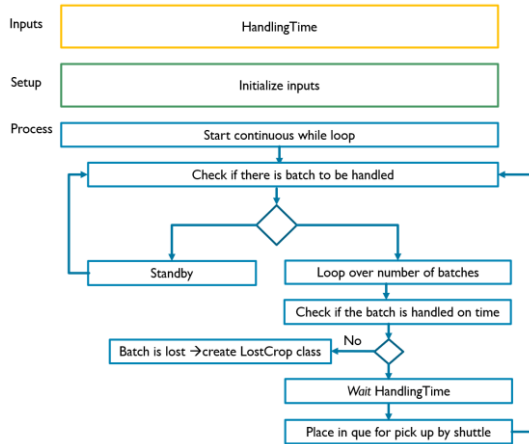 Inputs
HandlingTime
Setup
Initialize inputs
Process
Start continuous while loop
Check if there is batch to be handled
Standby
Loop over number of batches
Check if the batch is handled on time
No
Batch is lost →create LostCrop class
Wait HandlingTime
Place in que for pick up by shuttle